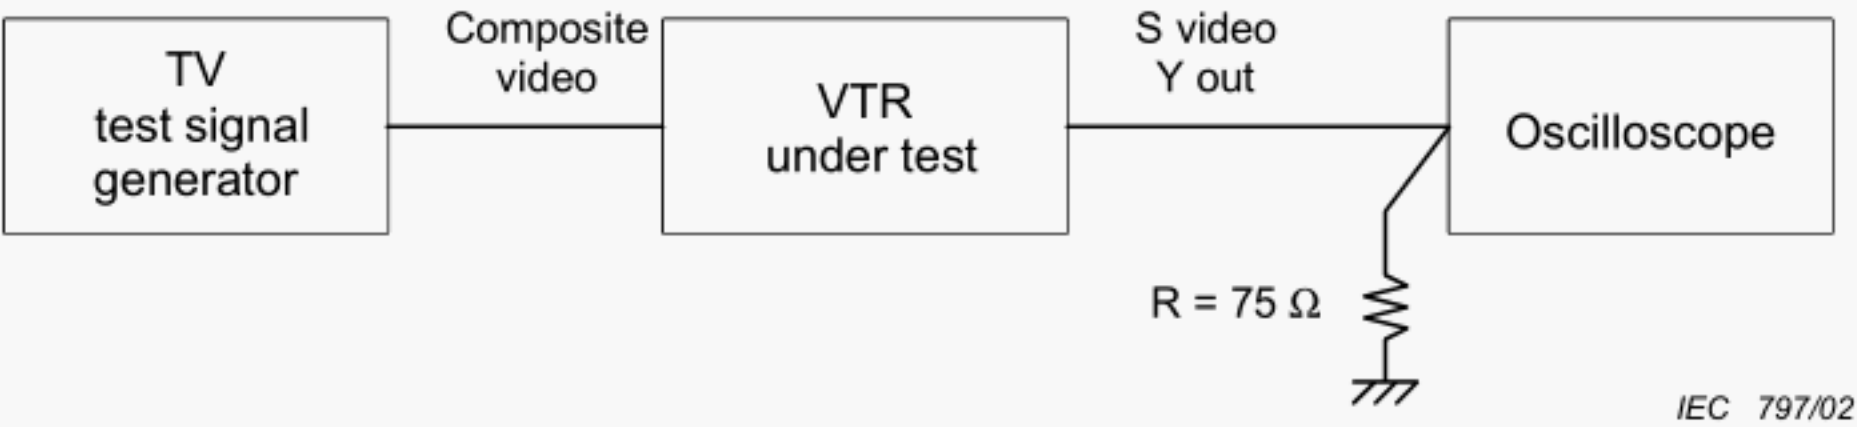 TV
test signal
generator
Composite
video
VTR
under test
S video
Y out
Oscilloscope
R = 75 Ω
IEC 797/02